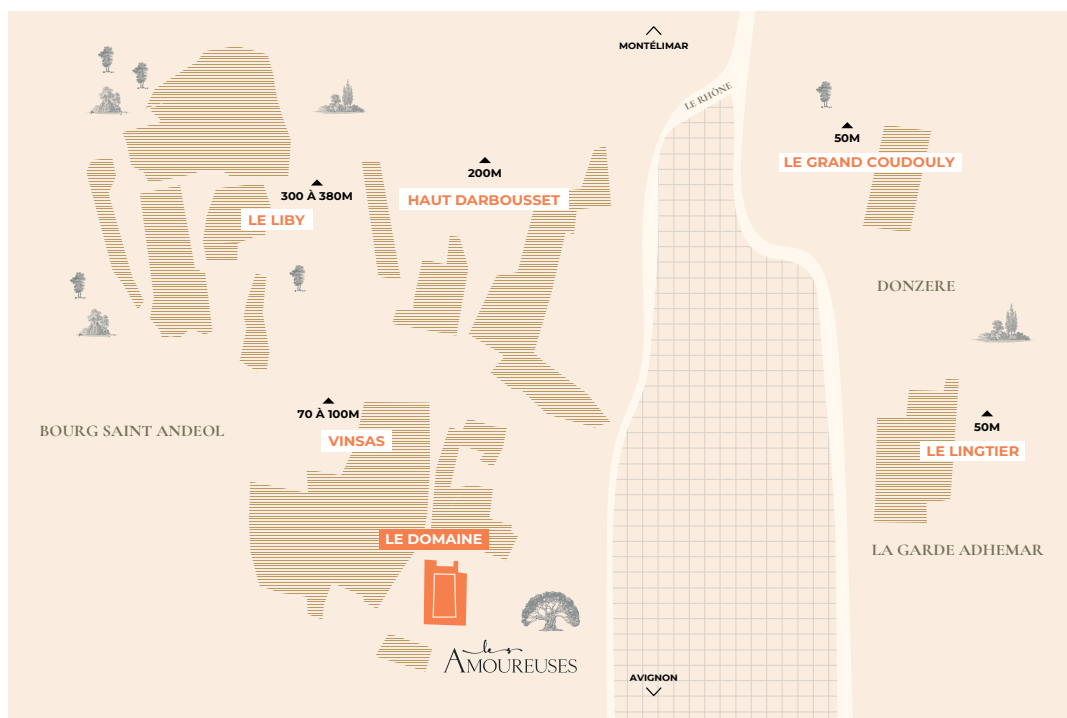 MONTÉLIMAR
LE RHÔNE
50M
LE GRAND COUDOULY
200M
HAUT DARBOUSSET
300 À 380M
LE LIBY
DONZERE
70 À 100M
VINSAS
BOURG SAINT ANDEOL
50M
LE LINGTIER
LE DOMAINE
LA GARDE ADHEMAR
les
AMOUREUSES
AVIGNON